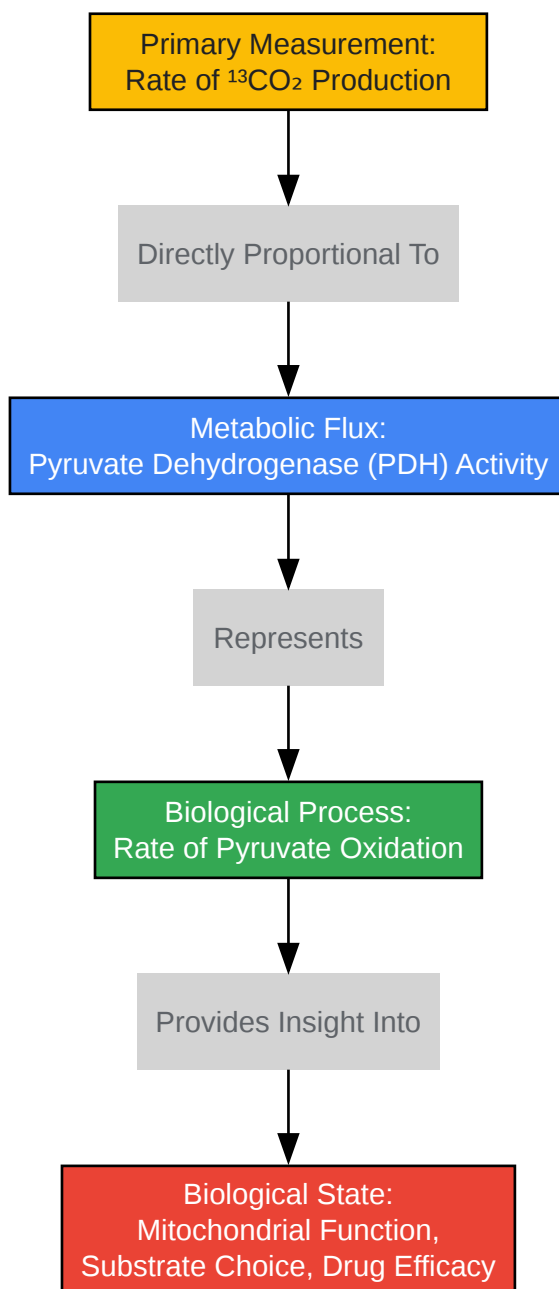 Primary Measurement:
Rate of ¹³CO₂ Production
Directly Proportional To
Metabolic Flux:
Pyruvate Dehydrogenase (PDH) Activity
Represents
Biological Process:
Rate of Pyruvate Oxidation
Provides Insight Into
Biological State:
Mitochondrial Function,
Substrate Choice, Drug Efficacy